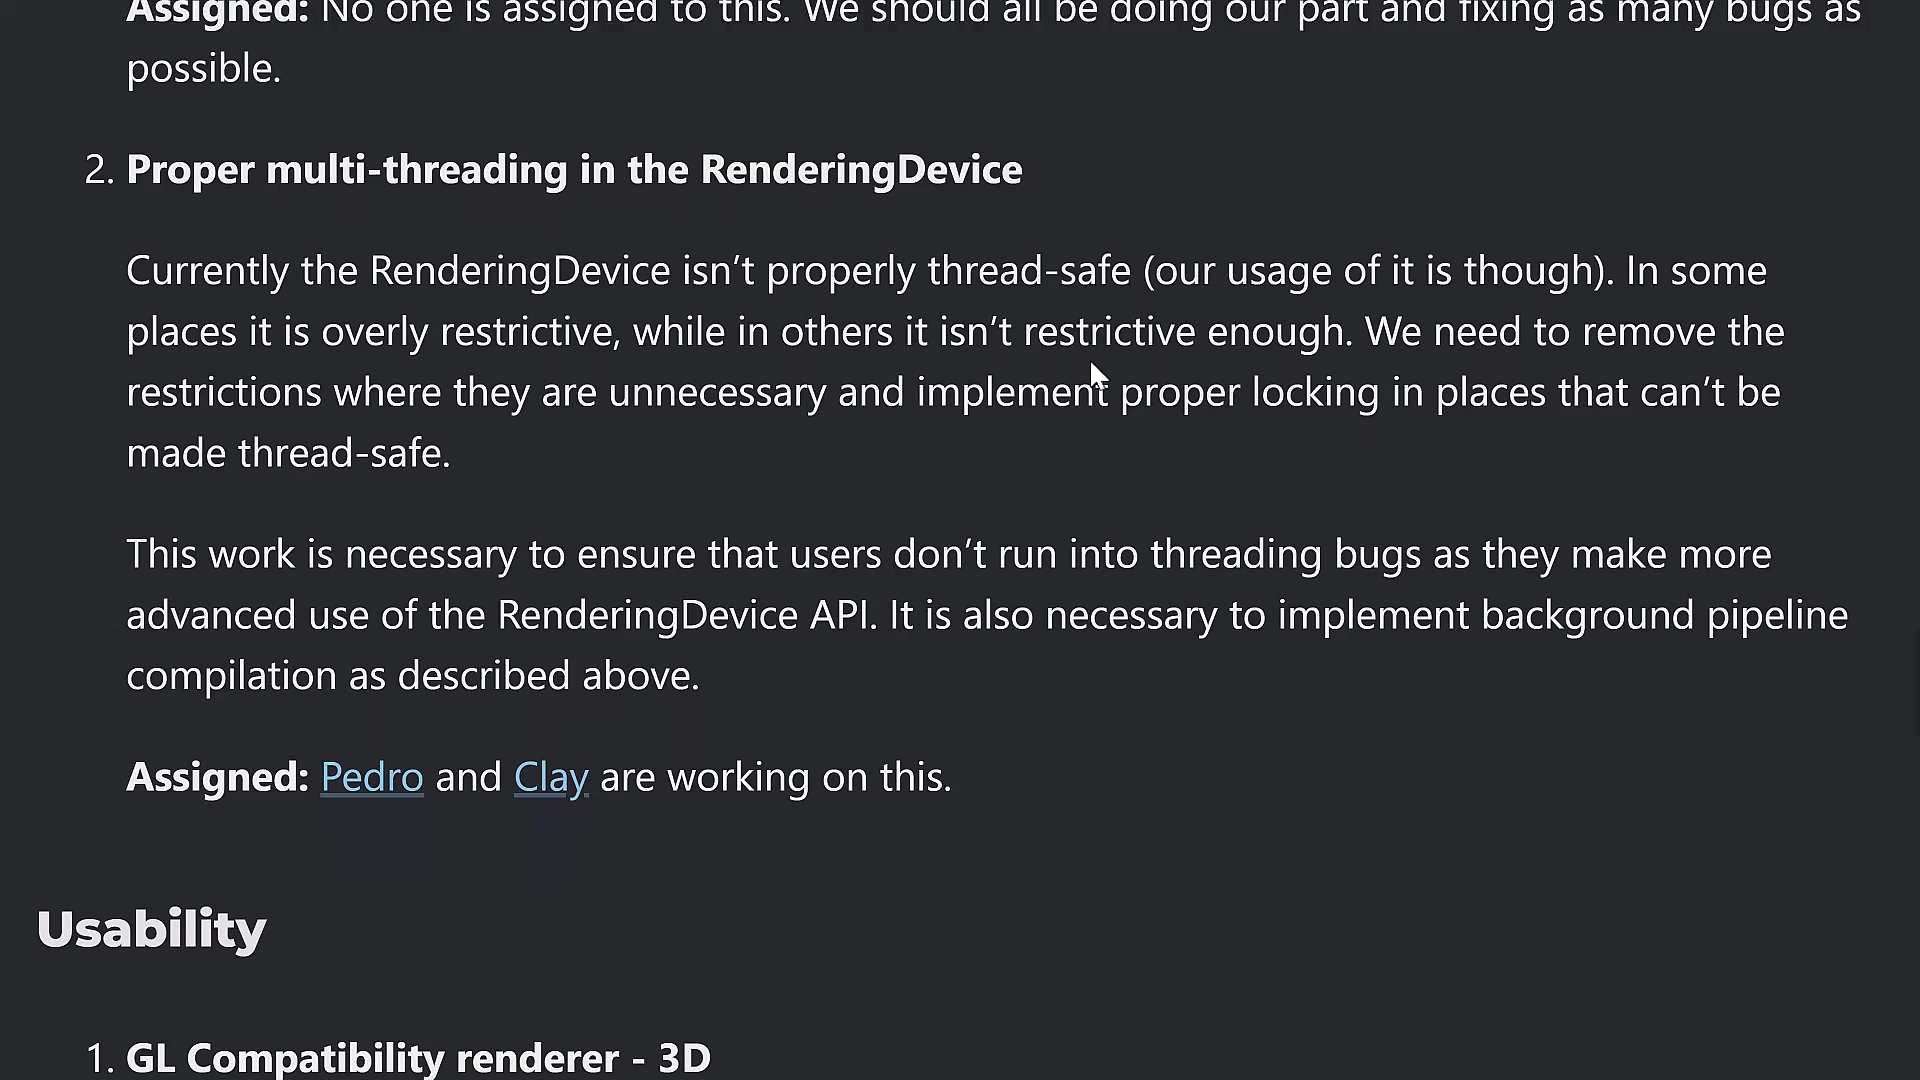 Assigned: No one is assigned to this. We should all be doing our part and fixing as many bugs as
possible.
2. Proper multi-threading in the RenderingDevice
Currently the RenderingDevice isn’t properly thread-safe (our usage of it is though). In some
places it is overly restrictive, while in others it isn’t restrictive enough. We need to remove the
restrictions where they are unnecessary and implement proper locking in places that can’t be
made thread-safe.
This work is necessary to ensure that users don’t run into threading bugs as they make more
advanced use of the RenderingDevice API. It is also necessary to implement background pipeline
compilation as described above.
Assigned: Pedro and Clay are working on this.
Usability
1. GL Compatibility renderer - 3D